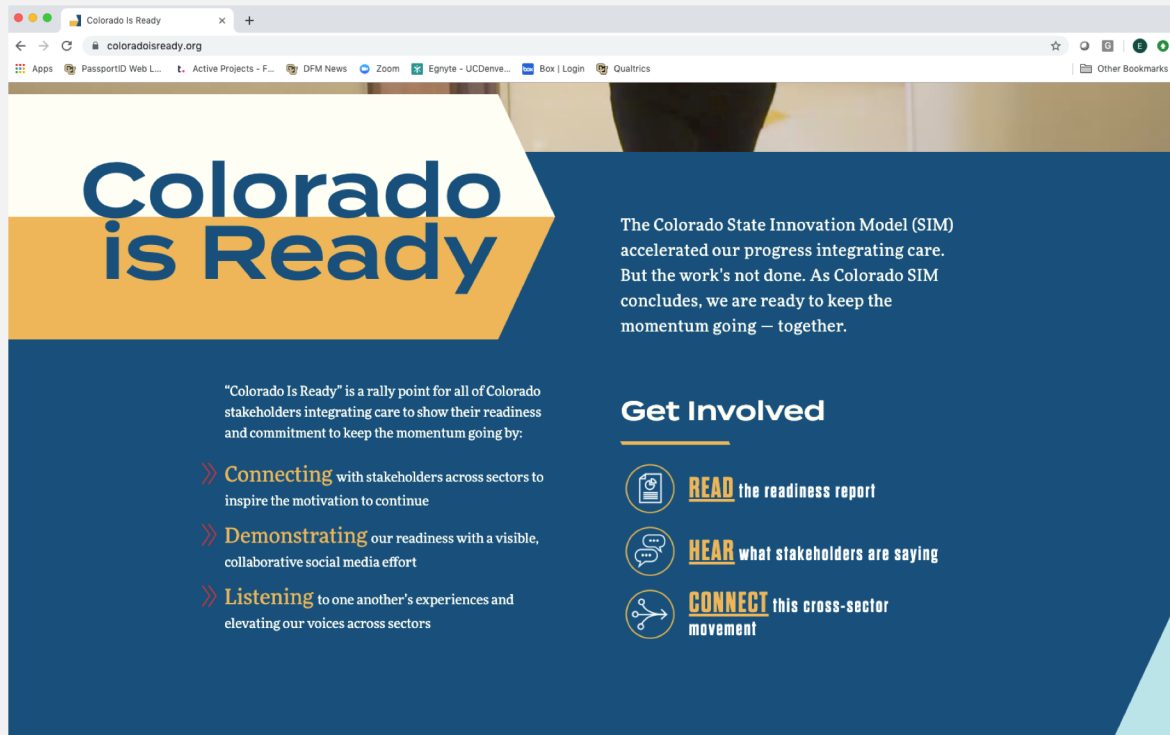 Colorado Is Ready
coloradoisready.org
G
E
Apps PassportID Web L... t. Active Projects - F... DFM News Zoom Egnyte - UCDenve... box Box | Login Qualtrics Other Bookmarks
Colorado
is Ready
The Colorado State Innovation Model (SIM)
accelerated our progress integrating care.
But the work's not done. As Colorado SIM
concludes, we are ready to keep the
momentum going — together.
“Colorado Is Ready” is a rally point for all of Colorado
stakeholders integrating care to show their readiness
and commitment to keep the momentum going by:
Connecting with stakeholders across sectors to
inspire the motivation to continue
Demonstrating our readiness with a visible,
collaborative social media effort
Listening to one another's experiences and
elevating our voices across sectors
Get Involved
READ the readiness report
HEAR what stakeholders are saying
CONNECT this cross-sector
movement